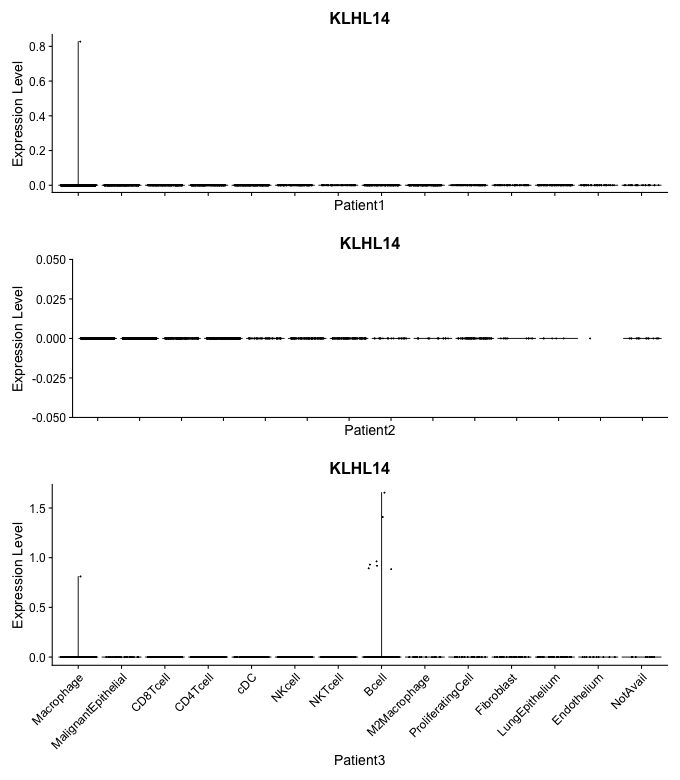 KLHL14
Expression Level
0.8
0.6
0.4
0.2
0.0
Patient1
KLHL14
Expression Level
0.050
0.025
0.000
-0.025
-0.050
Patient2
KLHL14
Expression Level
1.5
1.0
0.5
0.0
Macrophage
MalignantEpithelial
CD8Tcell
CD4Tcell
cDC
NKcell
NKTcell
Bcell
M2Macrophage
ProliferatingCell
Fibroblast
LungEpithelium
Endothelium
NotAvail
Patient3